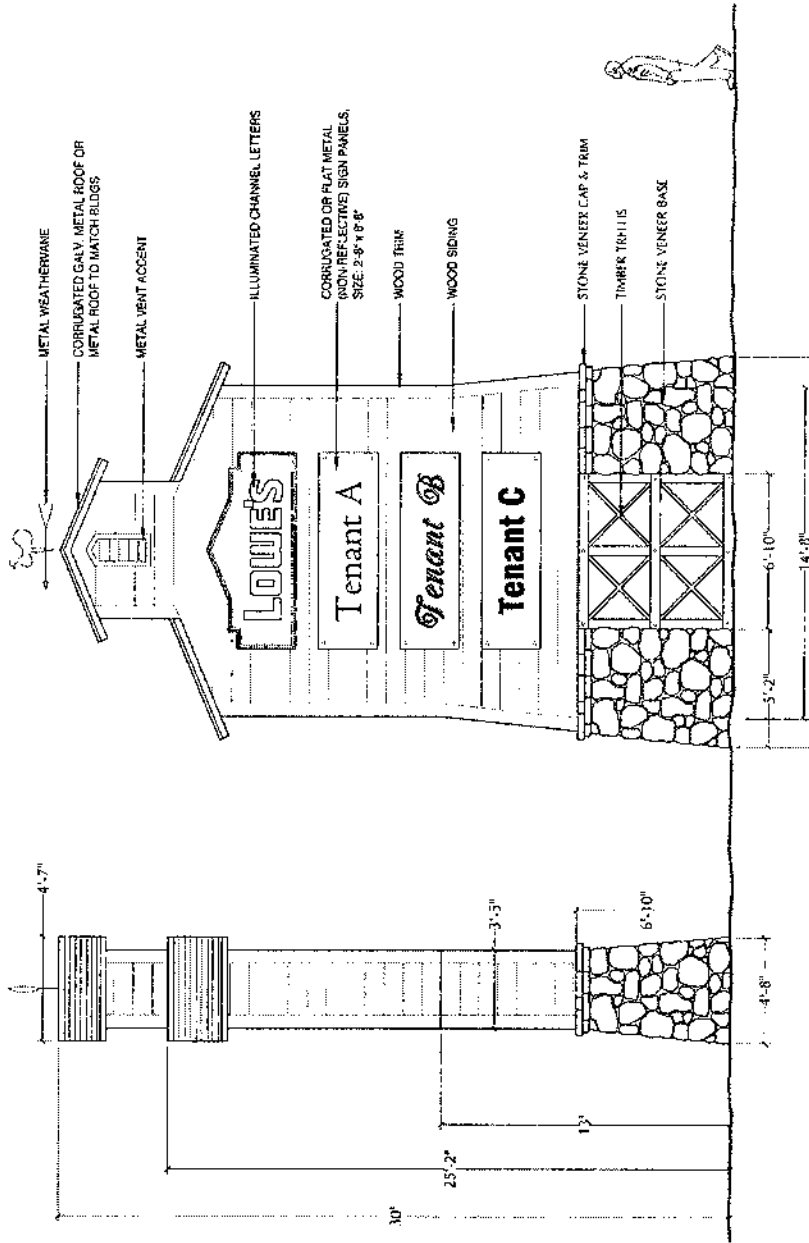 METAL WEATHERVANE
CORRUGATED GALV. METAL ROOF OR
METAL ROOF TO MATCH BLDGS
METAL VENT ACCENT
ILLUMINATED CHANNEL LETTERS
CORRUGATED OR FLAT METAL
(NON-REFLECTIVE) SIGN PANELS,
WOOD TRIM
WOOD SIDING
STONE VENEER CAP & TRIM
TIMBER TRELLIS
STONE VENEER BASE
LOWE'S
Tenant A
Tenant B
Tenant C
5'-2"
6'-10"
14'-8"
4'-7"
3'-5"
6'-10"
4'-8"
13'
25'-2"
30'